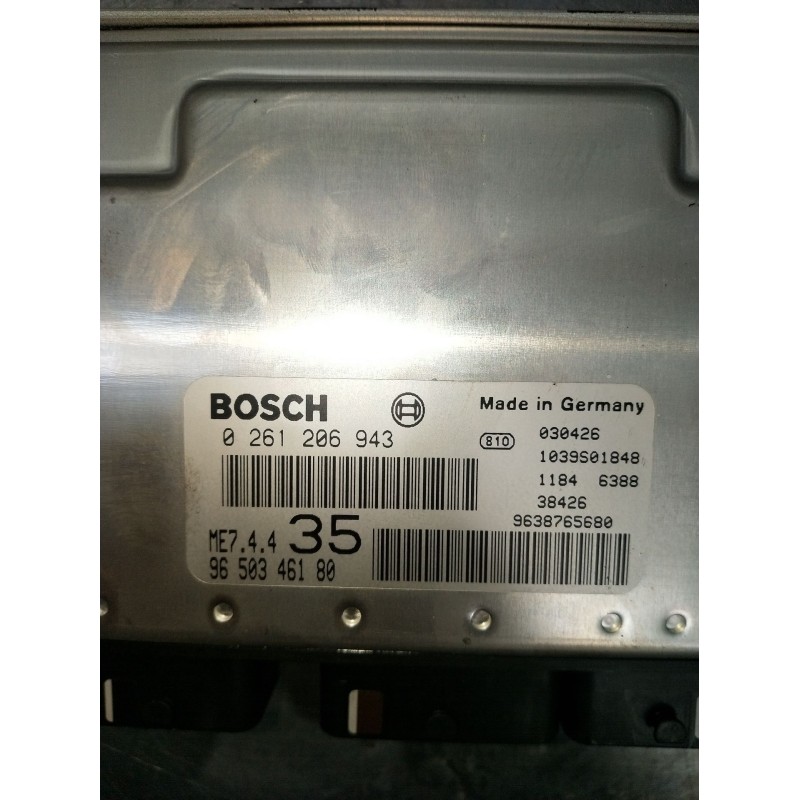 BOSCH
Made in Germany
0 261 206 943
810
030426
1039S01848
1184 6388
38426
9638765680
ME7.4.4 35
96 503 461 80